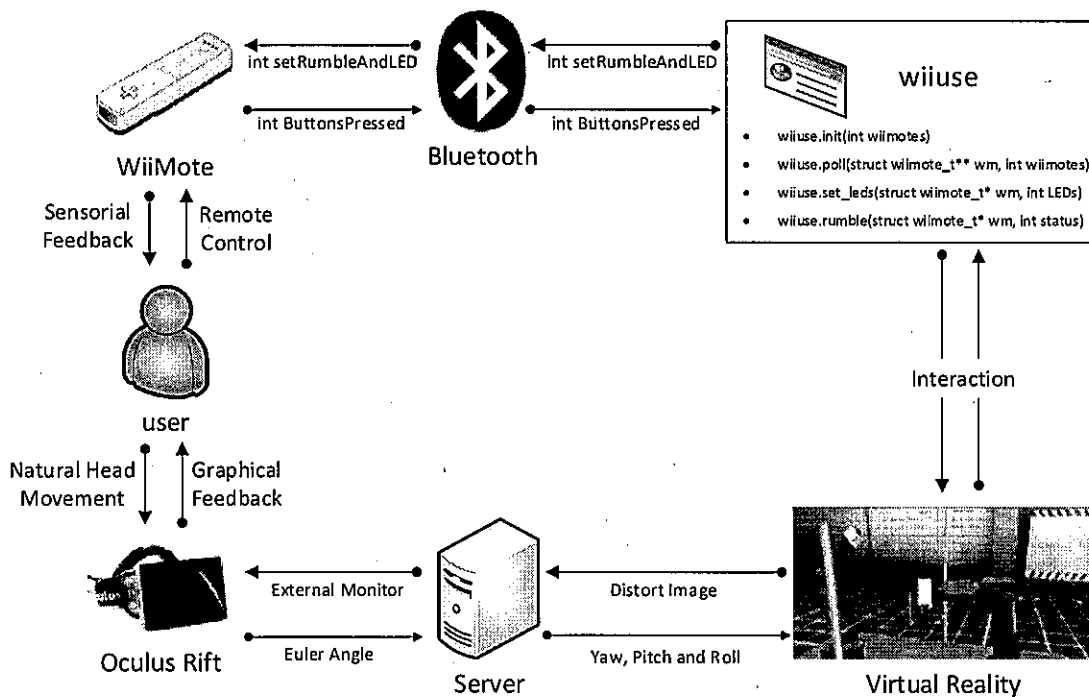 int setRumbleAndLED
int setRumbleAndLED
wiiuse
int ButtonsPressed
int ButtonsPressed
WiiMote
Bluetooth
• wiiuse.init(int wiimotes)
• wiiuse.poll(struct wiimote_t** wm, int wiimotes)
• wiiuse.set_leds(struct wiimote_t* wm, int LEDs)
• wiiuse.rumble(struct wiimote_t* wm, int status)
Sensorial
Feedback
Remote
Control
user
Interaction
Natural Head
Movement
Graphical
Feedback
External Monitor
Distort Image
Euler Angle
Yaw, Pitch and Roll
Oculus Rift
Server
Virtual Reality